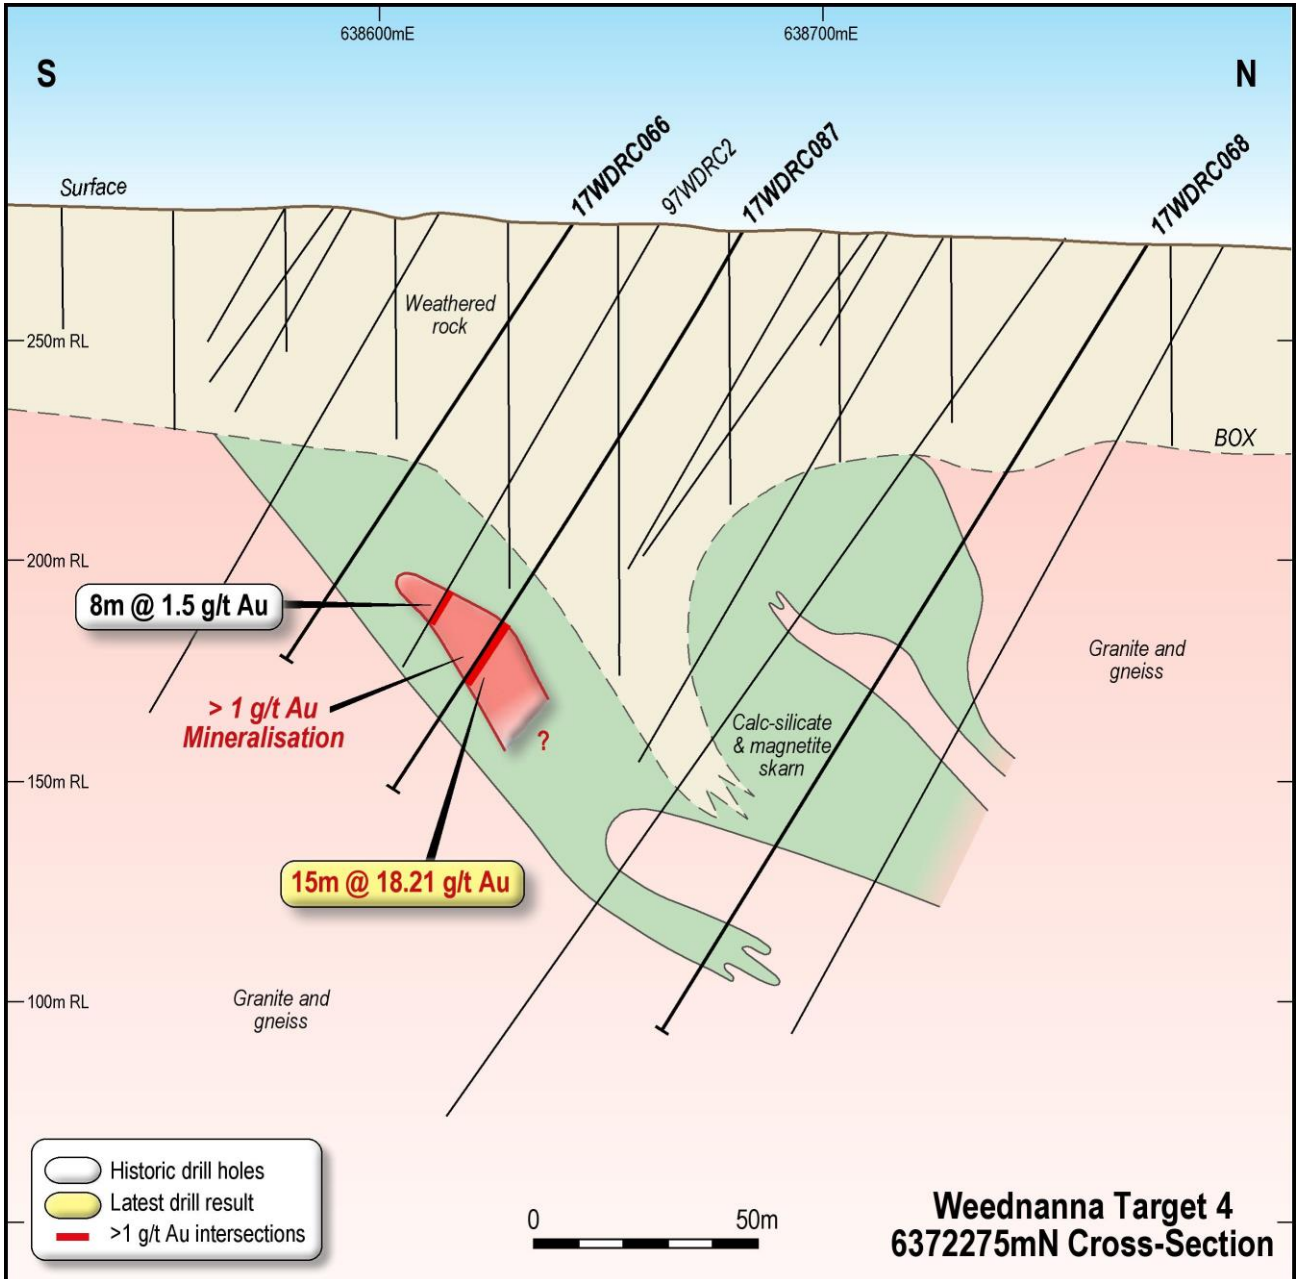 638600mE
638700mE
S
N
17WDRC066
97WDRC2
17WDRC087
17WDRC068
Surface
Weathered
rock
250m RL
BOX
200m RL
8m @ 1.5 g/t Au
> 1 g/t Au
Mineralisation
?
Granite and
gneiss
Calc-silicate
& magnetite
skarn
150m RL
15m @ 18.21 g/t Au
100m RL
Granite and
gneiss
Historic drill holes
Latest drill result
>1 g/t Au intersections
0
50m
Weednanna Target 4
6372275mN Cross-Section